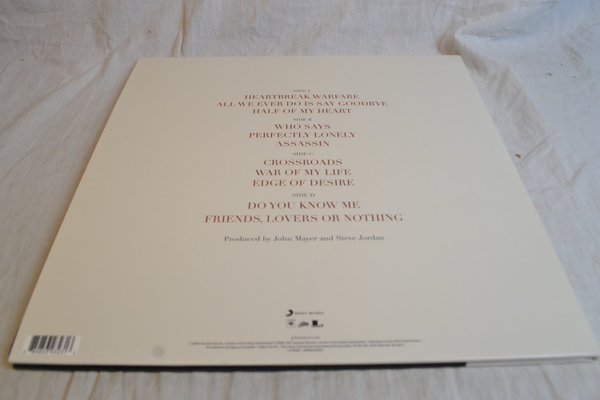 SIDE A
HEARTBREAK WARFARE
ALL WE EVER DO IS SAY GOODBYE
HALF OF MY HEART
SIDE B
WHO SAYS
PERFECTLY LONELY
ASSASSIN
SIDE C
CROSSROADS
WAR OF MY LIFE
EDGE OF DESIRE
SIDE D
DO YOU KNOW ME
FRIENDS, LOVERS OR NOTHING
Produced by John Mayer and Steve Jordan
SONY MUSIC